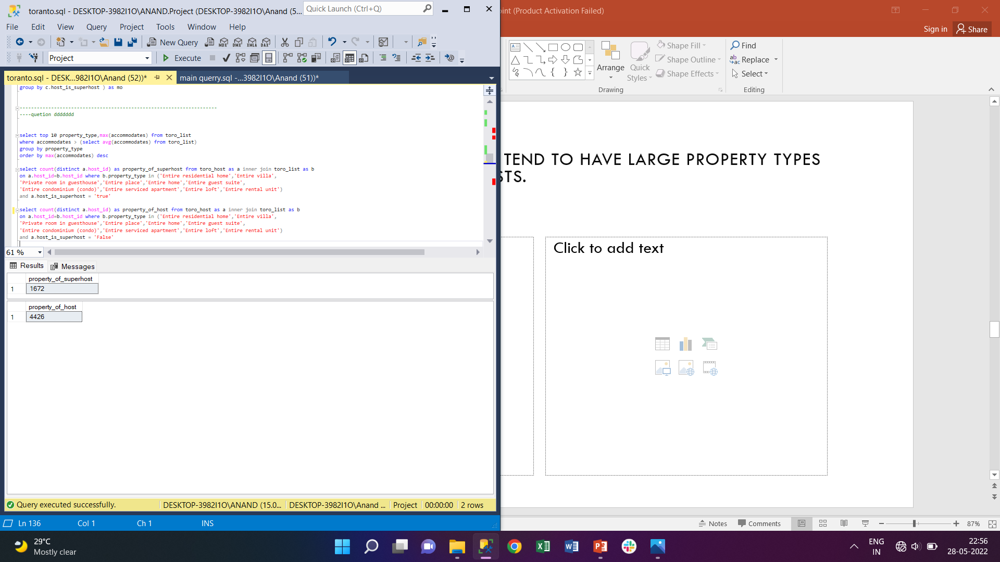 toranto.sql - DESKTOP-3982I1O\ANAND.Project (DESKTOP-3982I1O\Anand (5...
Quick Launch (Ctrl+Q)
File Edit View Query Project Tools Window Help
New Query
MDX DMX XMLA DAX
Project
Execute
toranto.sql - DESK...982I1O\Anand (52))*
main querry.sql -...3982I1O\Anand (51))*
group by c.host_is_superhost ) as mo
---------------------------------------------------------------------
----quetion ddddddd
select top 10 property_type,max(accommodates) from toro_list
where accommodates > (select avg(accommodates) from toro_list)
group by property_type
order by max(accommodates) desc
select count(distinct a.host_id) as property_of_superhost from toro_host as a inner join toro_list as b
on a.host_id=b.host_id where b.property_type in ('Entire residential home','Entire villa',
'Private room in guesthouse','Entire place','Entire home','Entire guest suite',
'Entire condominium (condo)','Entire serviced apartment','Entire loft','Entire rental unit')
and a.host_is_superhost = 'true'
select count(distinct a.host_id) as property_of_host from toro_host as a inner join toro_list as b
on a.host_id=b.host_id where b.property_type in ('Entire residential home','Entire villa',
'Private room in guesthouse','Entire place','Entire home','Entire guest suite',
'Entire condominium (condo)','Entire serviced apartment','Entire loft','Entire rental unit')
and a.host_is_superhost = 'False'
61 %
Results Messages
property_of_superhost
1 1672
property_of_host
1 4426
Query executed successfully.
DESKTOP-3982I1O\ANAND (15.0...
DESKTOP-3982I1O\Anand ...
Project
00:00:00
2 rows
Ln 136
Col 1
Ch 1
INS
oint (Product Activation Failed)
Sign in
Share
Arrange
Quick
Styles
Shape Fill
Shape Outline
Shape Effects
Drawing
Find
Replace
Select
Editing
TEND TO HAVE LARGE PROPERTY TYPES
STS.
Click to add text
Notes
Comments
87%
29°C
Mostly clear
ENG
IN
22:56
28-05-2022